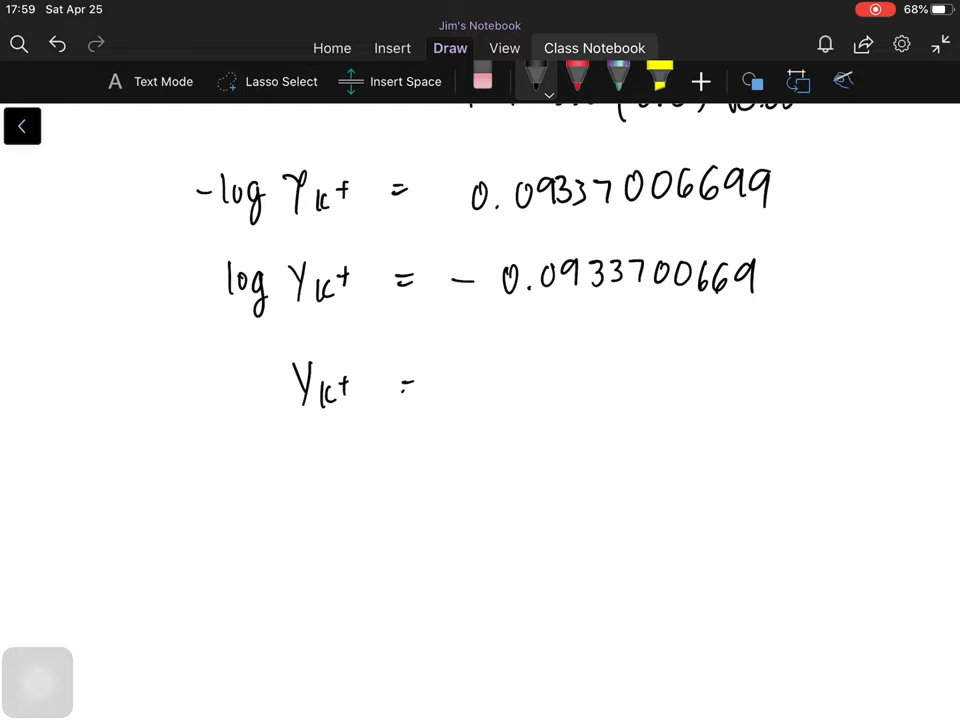 17:59 Sat Apr 25 68%
Jim's Notebook
Home Insert Draw View Class Notebook
A Text Mode Lasso Select Insert Space
-log γK+ = 0.09337006699
log γK+ = - 0.0933700669
γK+ =